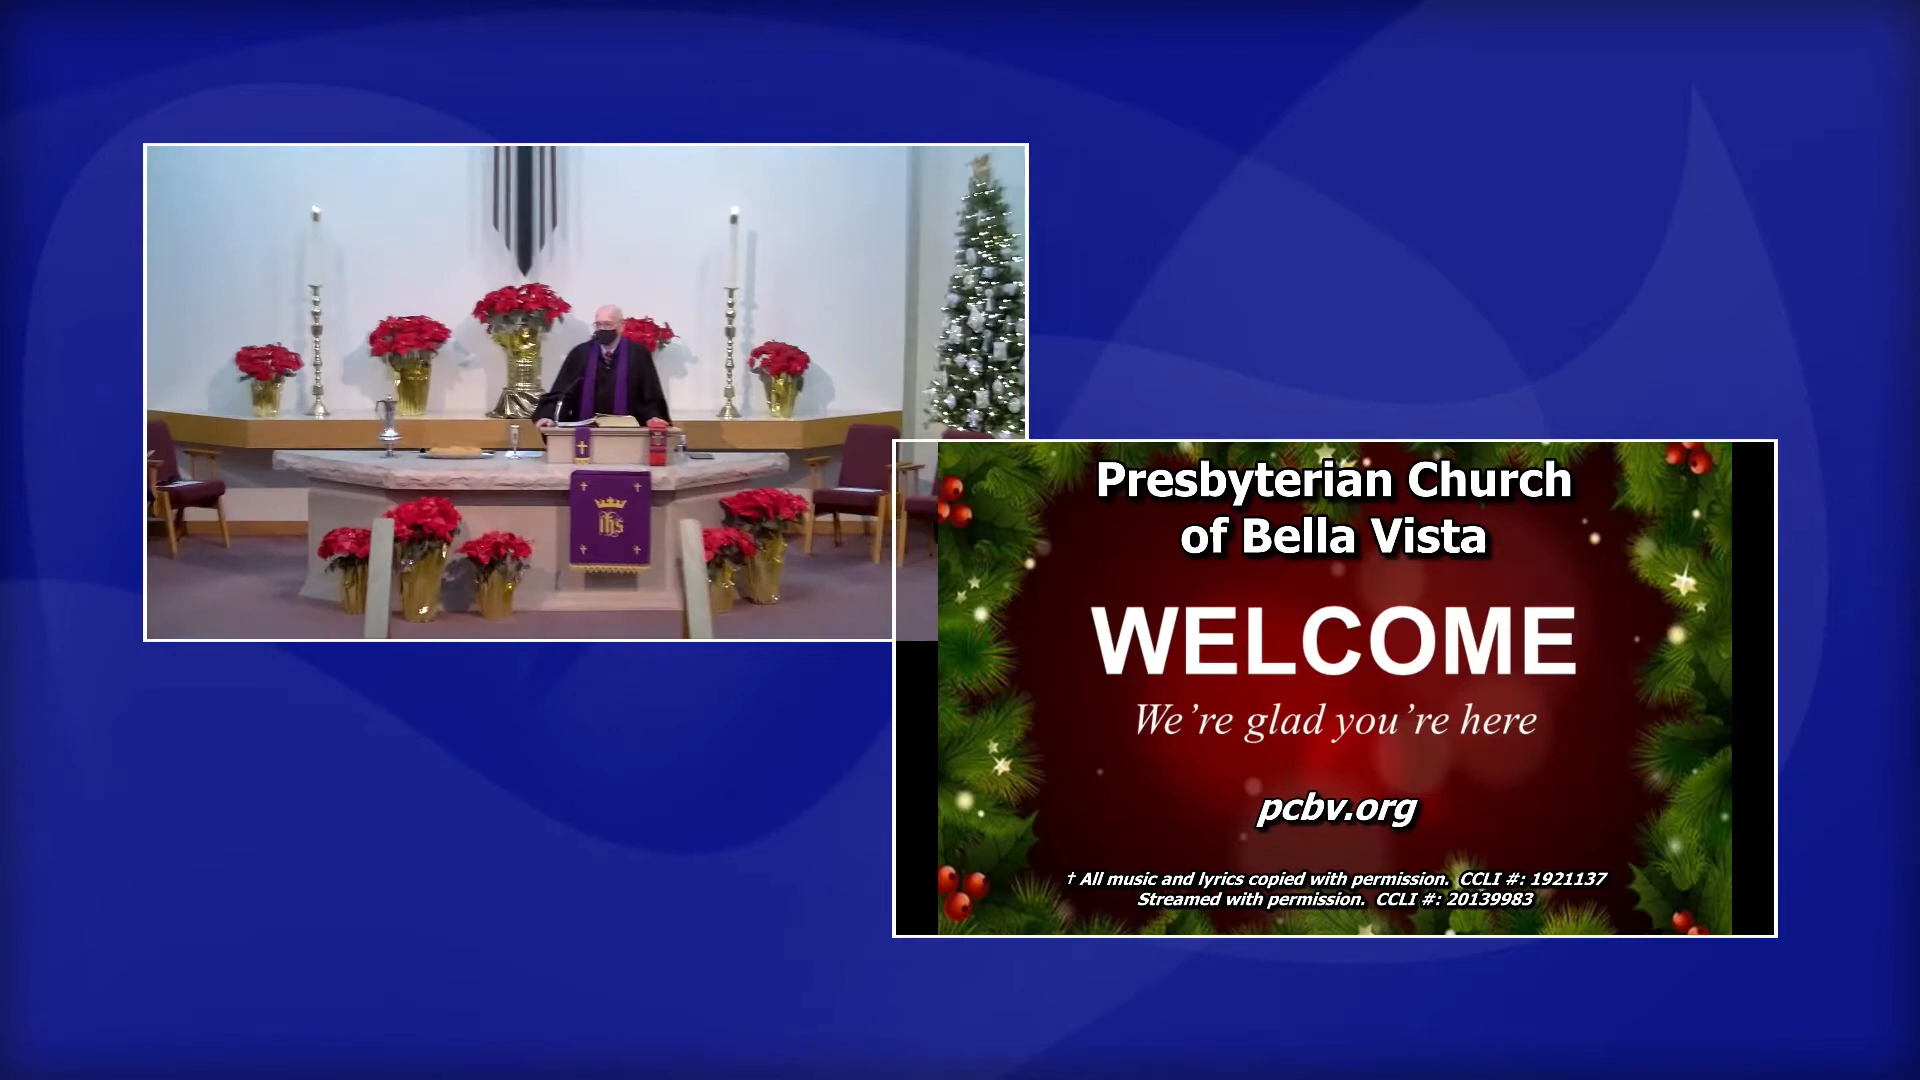 IHS
Presbyterian Church
of Bella Vista
WELCOME
We're glad you're here
pcbv.org
† All music and lyrics copied with permission. CCLI #: 1921137
Streamed with permission. CCLI #: 20139983